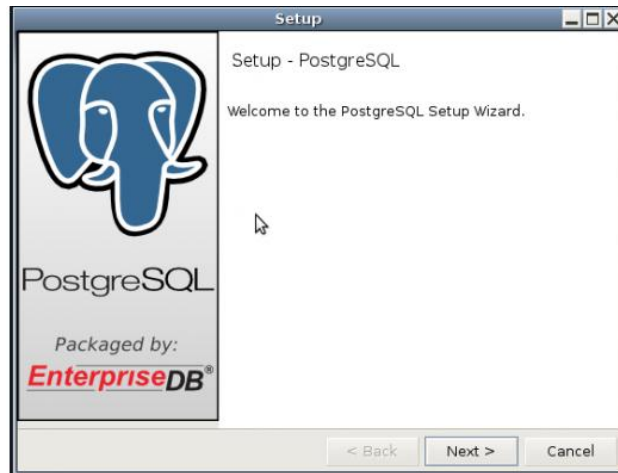 Setup
Setup - PostgreSQL
Welcome to the PostgreSQL Setup Wizard.
PostgreSQL
Packaged by:
EnterpriseDB®
< Back
Next >
Cancel